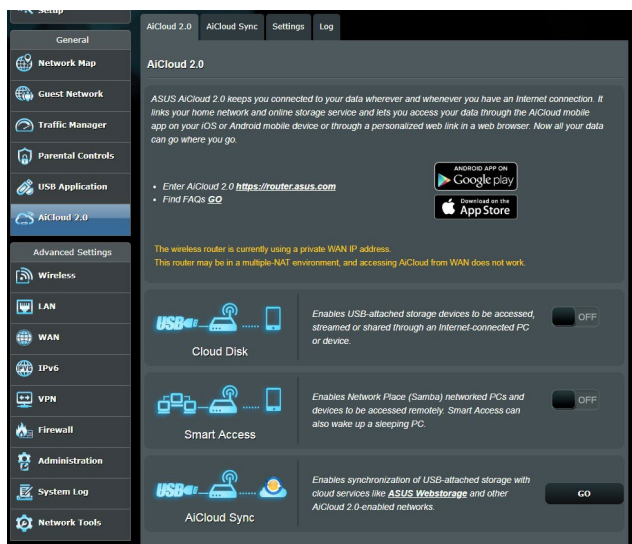 Setup
General
Network Map
Guest Network
Traffic Manager
Parental Controls
USB Application
AiCloud 2.0
Advanced Settings
Wireless
LAN
WAN
IPv6
VPN
Firewall
Administration
System Log
Network Tools
AiCloud 2.0 AiCloud Sync Settings Log
AiCloud 2.0
ASUS AiCloud 2.0 keeps you connected to your data wherever and whenever you have an Internet connection. It
links your home network and online storage service and lets you access your data through the AiCloud mobile
app on your iOS or Android mobile device or through a personalized web link in a web browser. Now all your data
can go where you go.
• Enter AiCloud 2.0 https://router.asus.com
• Find FAQs GO
ANDROID APP ON
Google play
Download on the
App Store
The wireless router is currently using a private WAN IP address.
This router may be in a multiple-NAT environment, and accessing AiCloud from WAN does not work.
USB
Cloud Disk
Enables USB-attached storage devices to be accessed,
streamed or shared through an Internet-connected PC
or device.
OFF
Smart Access
Enables Network Place (Samba) networked PCs and
devices to be accessed remotely. Smart Access can
also wake up a sleeping PC.
OFF
USB
AiCloud Sync
Enables synchronization of USB-attached storage with
cloud services like ASUS Webstorage and other
AiCloud 2.0-enabled networks.
GO